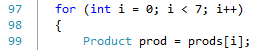 97 for (int i = 0; i < 7; i++)
98 {
99 Product prod = prods[i];